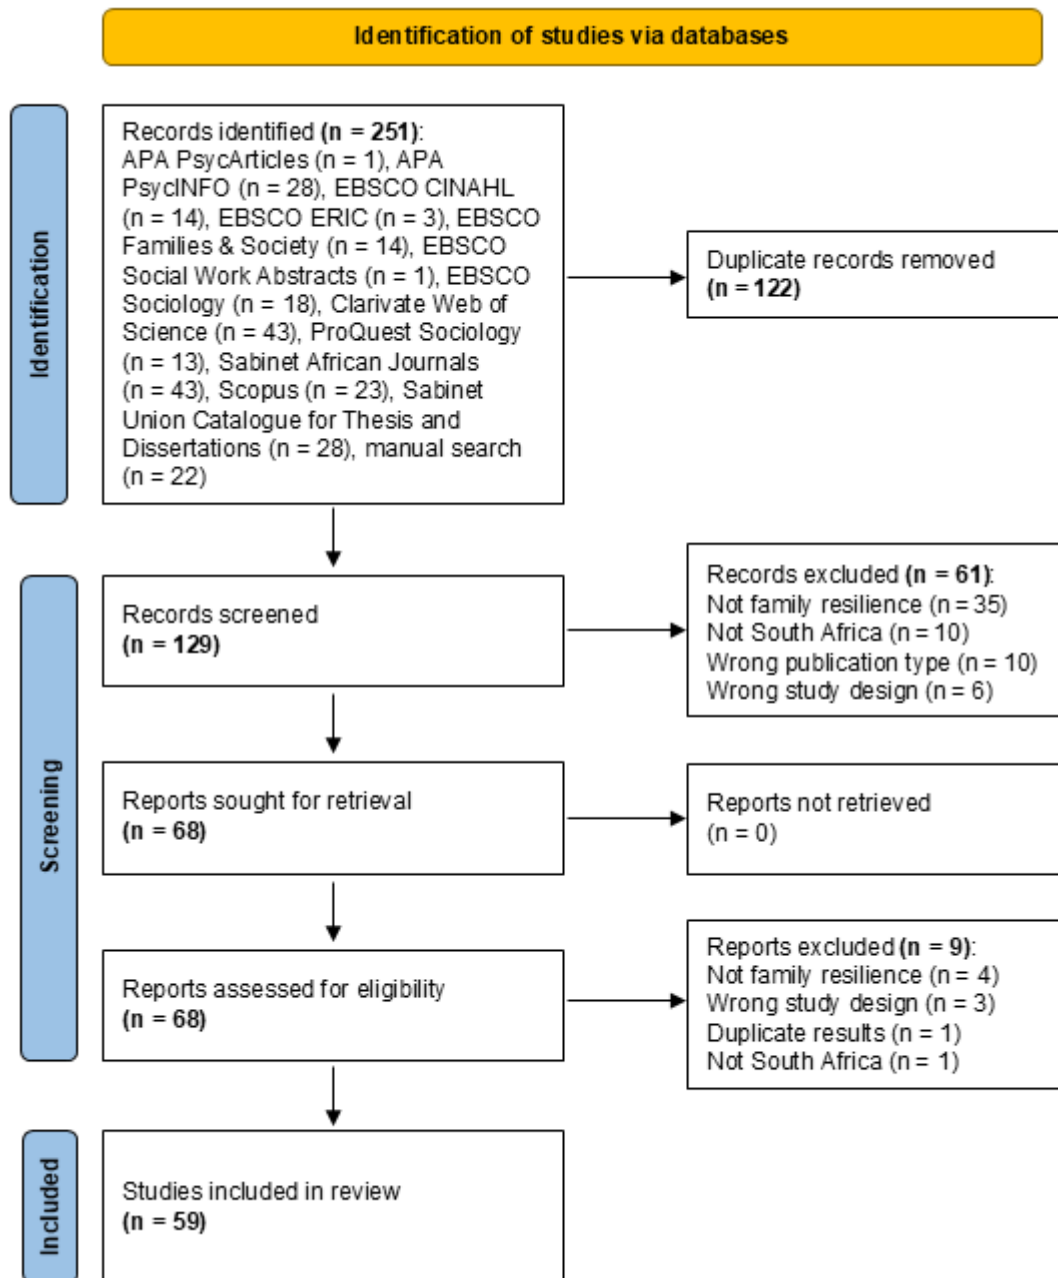 Identification of studies via databases
Identification
Records identified (n = 251):
APA PsycArticles (n = 1), APA
PsycINFO (n = 28), EBSCO CINAHL
(n = 14), EBSCO ERIC (n = 3), EBSCO
Families & Society (n = 14), EBSCO
Social Work Abstracts (n = 1), EBSCO
Sociology (n = 18), Clarivate Web of
Science (n = 43), ProQuest Sociology
(n = 13), Sabinet African Journals
(n = 43), Scopus (n = 23), Sabinet
Union Catalogue for Thesis and
Dissertations (n = 28), manual search
(n = 22)
Duplicate records removed
(n = 122)
Screening
Records screened
(n = 129)
Records excluded (n = 61):
Not family resilience (n = 35)
Not South Africa (n = 10)
Wrong publication type (n = 10)
Wrong study design (n = 6)
Reports sought for retrieval
(n = 68)
Reports not retrieved
(n = 0)
Reports assessed for eligibility
(n = 68)
Reports excluded (n = 9):
Not family resilience (n = 4)
Wrong study design (n = 3)
Duplicate results (n = 1)
Not South Africa (n = 1)
Included
Studies included in review
(n = 59)